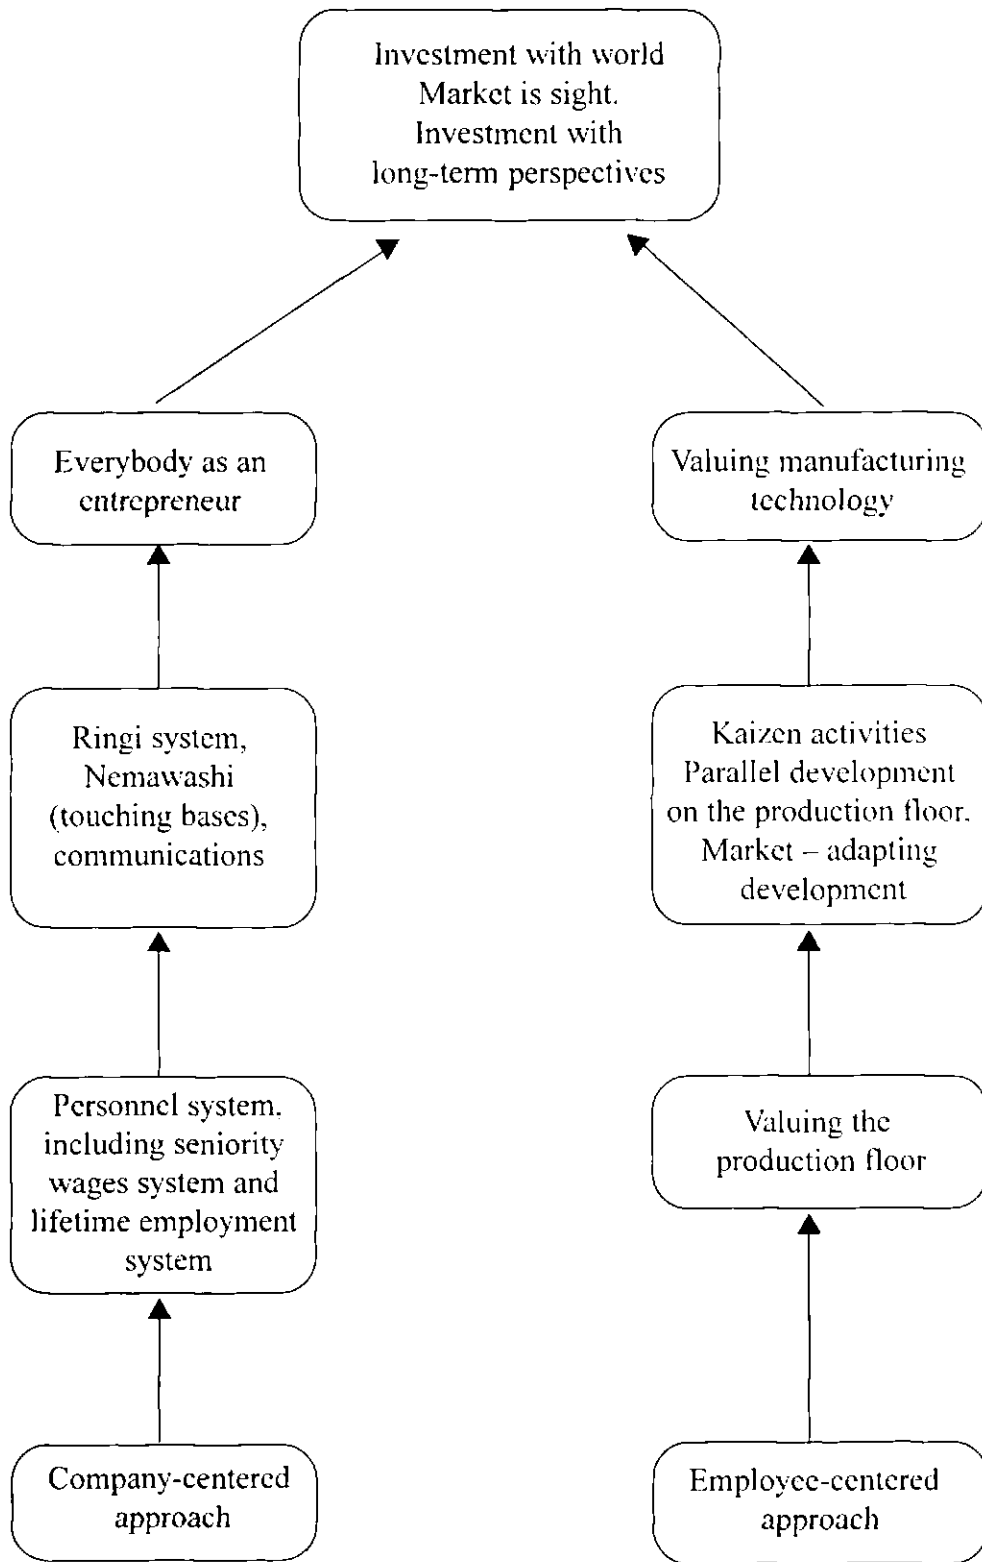 Investment with world
Market is sight.
Investment with
long-term perspectives
Everybody as an
entrepreneur
Valuing manufacturing
technology
Ringi system,
Nemawashi
(touching bases),
communications
Kaizen activities
Parallel development
on the production floor.
Market – adapting
development
Personnel system,
including seniority
wages system and
lifetime employment
system
Valuing the
production floor
Company-centered
approach
Employee-centered
approach